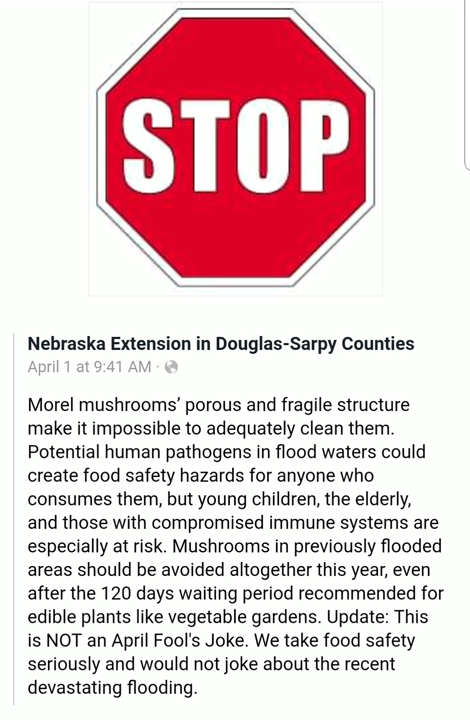 STOP
Nebraska Extension in Douglas-Sarpy Counties
April 1 at 9:41 AM ·
Morel mushrooms’ porous and fragile structure
make it impossible to adequately clean them.
Potential human pathogens in flood waters could
create food safety hazards for anyone who
consumes them, but young children, the elderly,
and those with compromised immune systems are
especially at risk. Mushrooms in previously flooded
areas should be avoided altogether this year, even
after the 120 days waiting period recommended for
edible plants like vegetable gardens. Update: This
is NOT an April Fool's Joke. We take food safety
seriously and would not joke about the recent
devastating flooding.